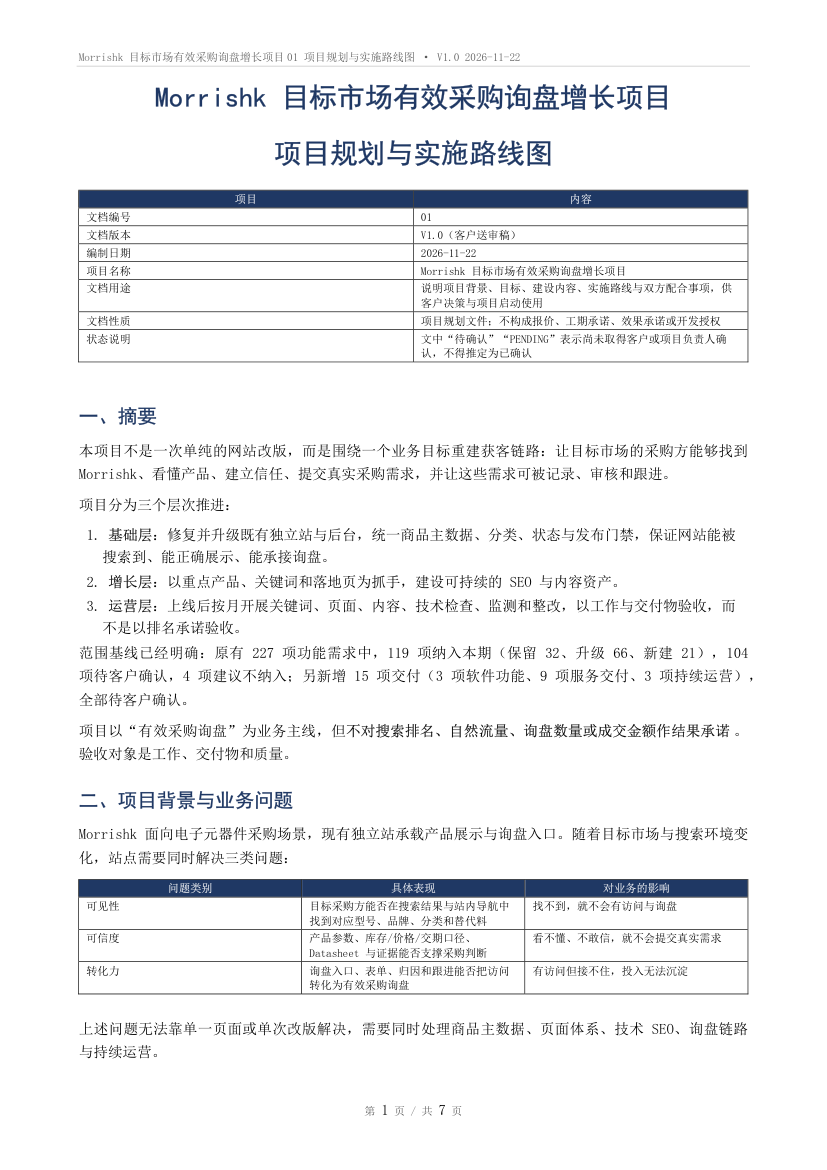 Morrishk 目标市场有效采购询盘增长项目 01 项目规划与实施路线图 • V1.0 2026-11-22
Morrishk 目标市场有效采购询盘增长项目
项目规划与实施路线图
项目 内容
文档编号 01
文档版本 V1.0（客户送审稿）
编制日期 2026-11-22
项目名称 Morrishk 目标市场有效采购询盘增长项目
文档用途 说明项目背景、目标、建设内容、实施路线与双方配合事项，供
客户决策与项目启动使用
文档性质 项目规划文件；不构成报价、工期承诺、效果承诺或开发授权
状态说明 文中“待确认”“PENDING”表示尚未取得客户或项目负责人确
认，不得推定为已确认
一、摘要
本项目不是一次单纯的网站改版，而是围绕一个业务目标重建获客链路：让目标市场的采购方能够找到
Morrishk、看懂产品、建立信任、提交真实采购需求，并让这些需求可被记录、审核和跟进。
项目分为三个层次推进：
1. 基础层：修复并升级既有独立站与后台，统一商品主数据、分类、状态与发布门禁，保证网站能被
搜索到、能正确展示、能承接询盘。
2. 增长层：以重点产品、关键词和落地页为抓手，建设可持续的 SEO 与内容资产。
3. 运营层：上线后按月开展关键词、页面、内容、技术检查、监测和整改，以工作与交付物验收，而
不是以排名承诺验收。
范围基线已经明确：原有 227 项功能需求中，119 项纳入本期（保留 32、升级 66、新建 21），104
项待客户确认，4 项建议不纳入；另新增 15 项交付（3 项软件功能、9 项服务交付、3 项持续运营），
全部待客户确认。
项目以“有效采购询盘”为业务主线，但不对搜索排名、自然流量、询盘数量或成交金额作结果承诺 。
验收对象是工作、交付物和质量。
二、项目背景与业务问题
Morrishk 面向电子元器件采购场景，现有独立站承载产品展示与询盘入口。随着目标市场与搜索环境变
化，站点需要同时解决三类问题：
问题类别 具体表现 对业务的影响
可见性 目标采购方能否在搜索结果与站内导航中 找不到，就不会有访问与询盘
找到对应型号、品牌、分类和替代料
可信度 产品参数、库存/价格/交期口径、 看不懂、不敢信，就不会提交真实需求
Datasheet 与证据能否支撑采购判断
转化力 询盘入口、表单、归因和跟进能否把访问 有访问但接不住，投入无法沉淀
转化为有效采购询盘
上述问题无法靠单一页面或单次改版解决，需要同时处理商品主数据、页面体系、技术 SEO、询盘链路
与持续运营。
第 1 页 / 共 7 页